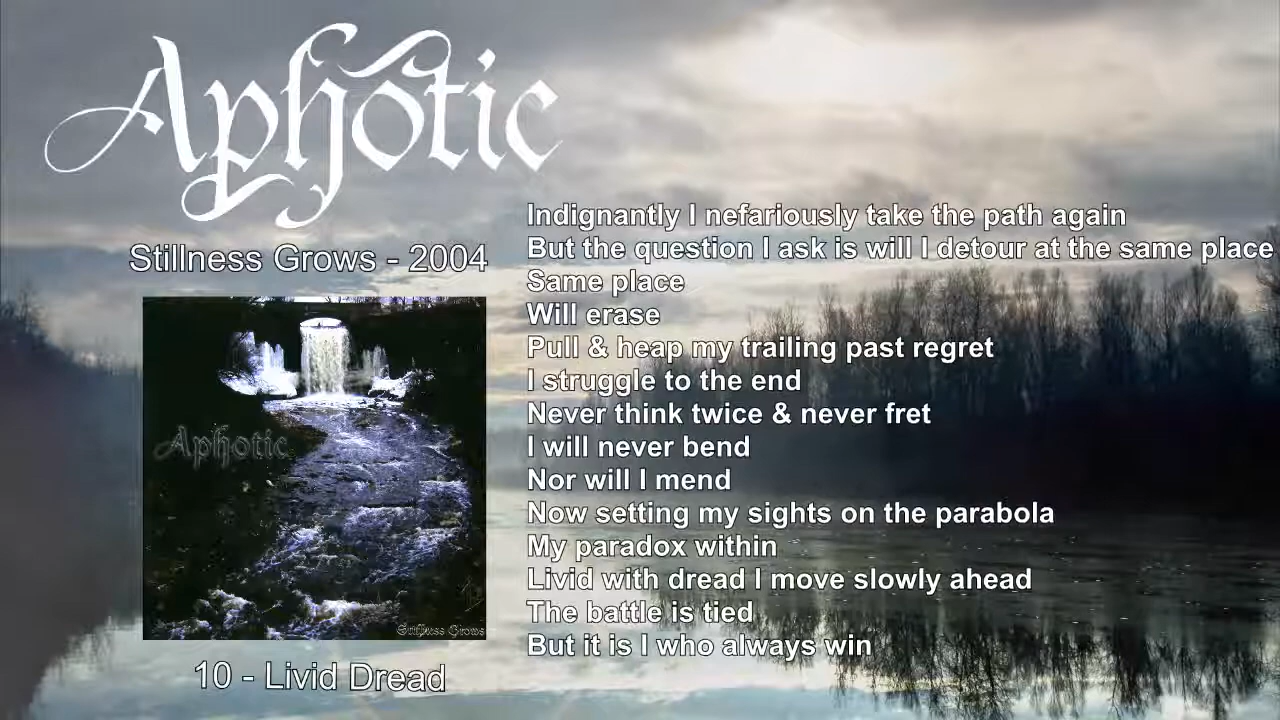 Aphotic
Stillness Grows - 2004
Aphotic
Stillness Grows
10 - Livid Dread
Indignantly I nefariously take the path again
But the question I ask is will I detour at the same place
Same place
Will erase
Pull & heap my trailing past regret
I struggle to the end
Never think twice & never fret
I will never bend
Nor will I mend
Now setting my sights on the parabola
My paradox within
Livid with dread I move slowly ahead
The battle is tied
But it is I who always win